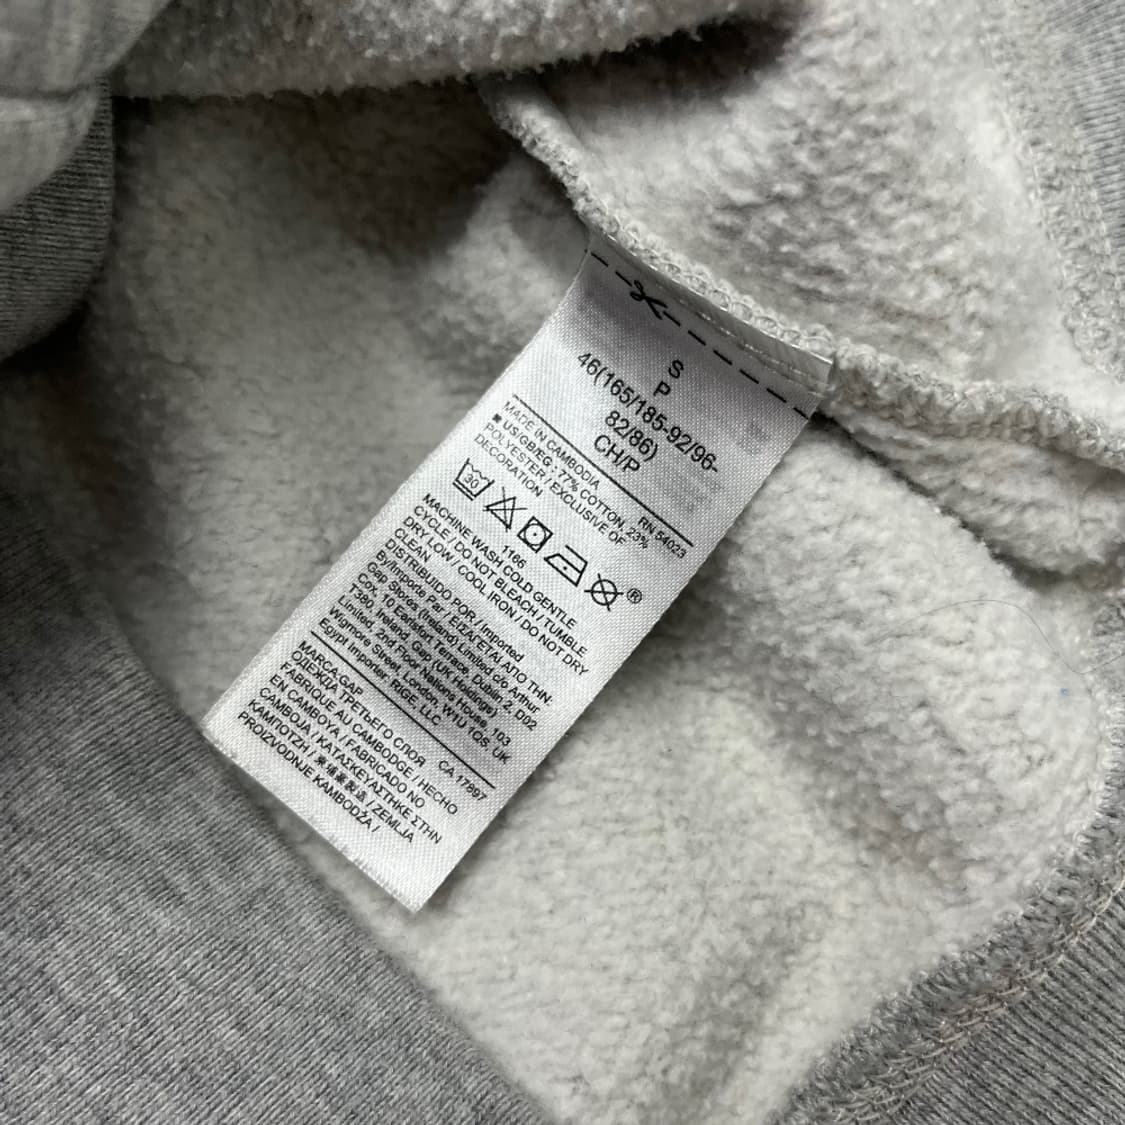 S
P
46(165/185-92/96-
82/86)
CH/P
MADE IN CAMBODIA RN 54023
■ US/GB/EG : 77% COTTON, 23%
POLYESTER / EXCLUSIVE OF
DECORATION
30 ®
1166
MACHINE WASH COLD GENTLE
CYCLE / DO NOT BLEACH / TUMBLE
DRY LOW / COOL IRON / DO NOT DRY
CLEAN
DISTRIBUIDO POR / Imported
By/Importe Par / ΕΙΣΑΓΕΤΑΙ ΑΠΟ ΤΗΝ:
Gap Stores (Ireland) Limited c/o Arthur
Cox, 10 Earlsfort Terrace, Dublin 2, D02
T380, Ireland. Gap (UK Holdings)
Limited, 2nd Floor Nations House, 103
Wigmore Street, London, W1U 1QS, UK
Egypt Importer: RIGE, LLC
MARCA:GAP CA 17897
ОДЕЖДА ТРЕТЬЕГО СЛОЯ
FABRIQUE AU CAMBODGE / HECHO
EN CAMBOYA / FABRICADO NO
CAMBOJA / ΚΑΤΑΣΚΕΥΑΣΤΗΚΕ ΣΤΗΝ
ΚΑΜΠΟΤΖΗ / 柬埔寨製造 / ZEMLJA
PROIZVODNJE KAMBODŽA /